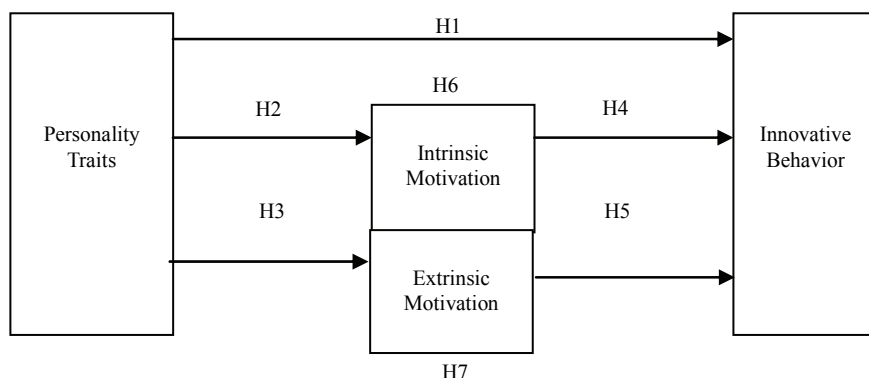 H1
H6
H2
H4
Personality
Traits
Intrinsic
Motivation
Innovative
Behavior
H3
H5
Extrinsic
Motivation
H7